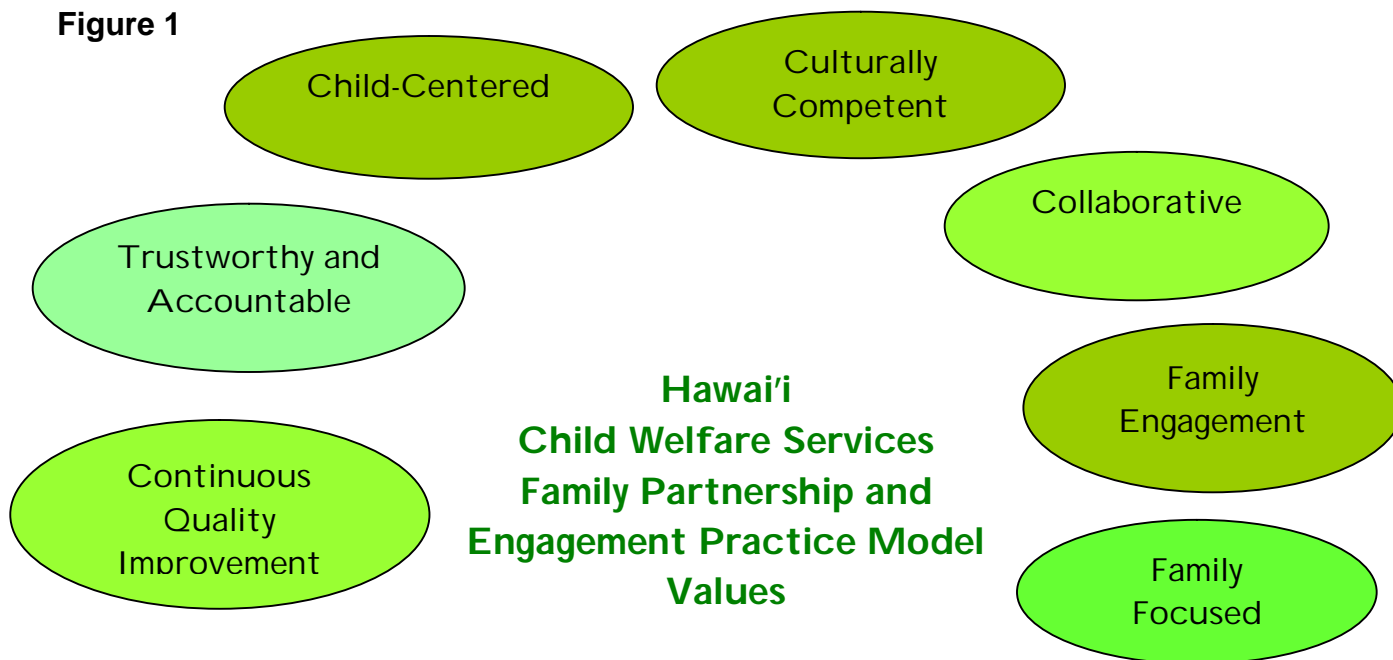 Figure 1
Child-Centered
Culturally
Competent
Collaborative
Trustworthy and
Accountable
Family
Engagement
Hawai'i
Child Welfare Services
Family Partnership and
Engagement Practice Model
Values
Continuous
Quality
Improvement
Family
Focused